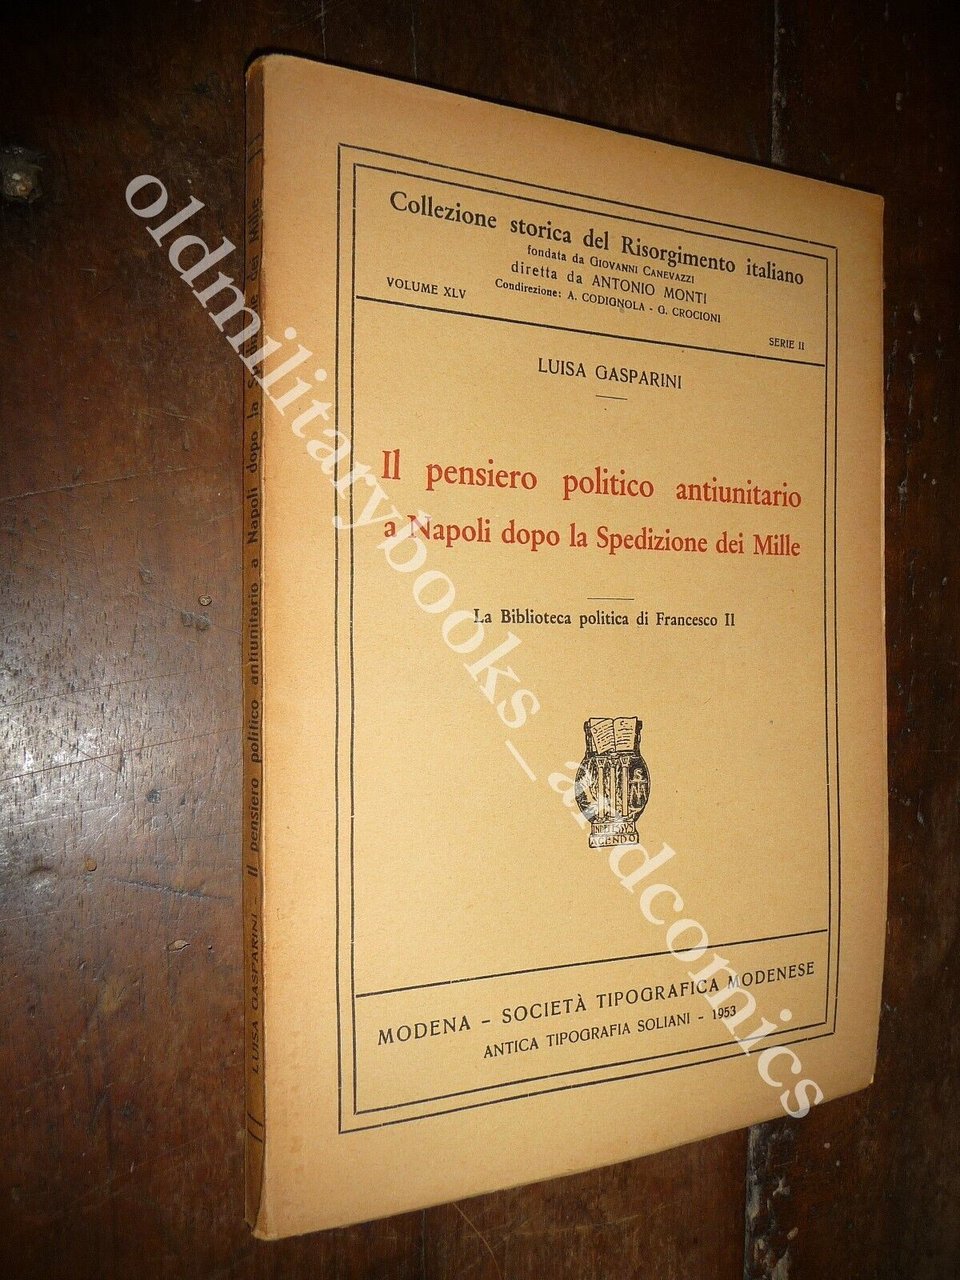 Collezione storica del Risorgimento italiano
fondata da GIOVANNI CANEVAZZI
diretta da ANTONIO MONTI
Condirezione: A. CODIGNOLA - G. CROCIONI
VOLUME XLV
SERIE II
LUISA GASPARINI
Il pensiero politico antiunitario
a Napoli dopo la Spedizione dei Mille
La Biblioteca politica di Francesco II
AGENDO
MODENA - SOCIETÀ TIPOGRAFICA MODENESE
ANTICA TIPOGRAFIA SOLIANI - 1953
LUISA GASPARINI Il pensiero politico antiunitario a Napoli dopo la Spedizione dei Mille
oldmilitarybooks_andcomics